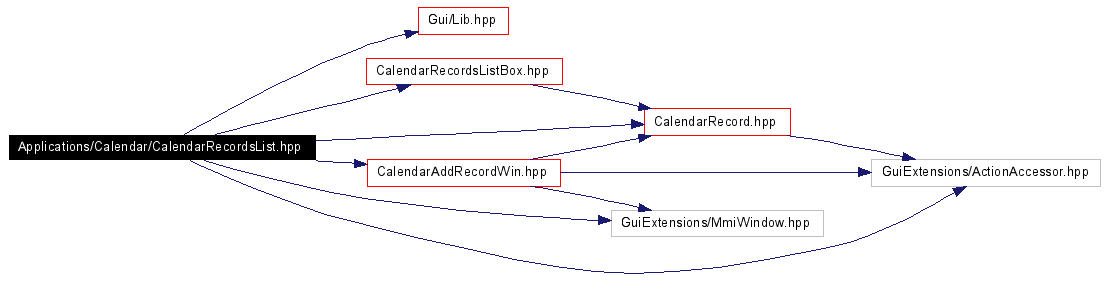 Gui/Lib.hpp
CalendarRecordsListBox.hpp
CalendarRecord.hpp
Applications/Calendar/CalendarRecordsList.hpp
CalendarAddRecordWin.hpp
GuiExtensions/ActionAccessor.hpp
GuiExtensions/MmiWindow.hpp